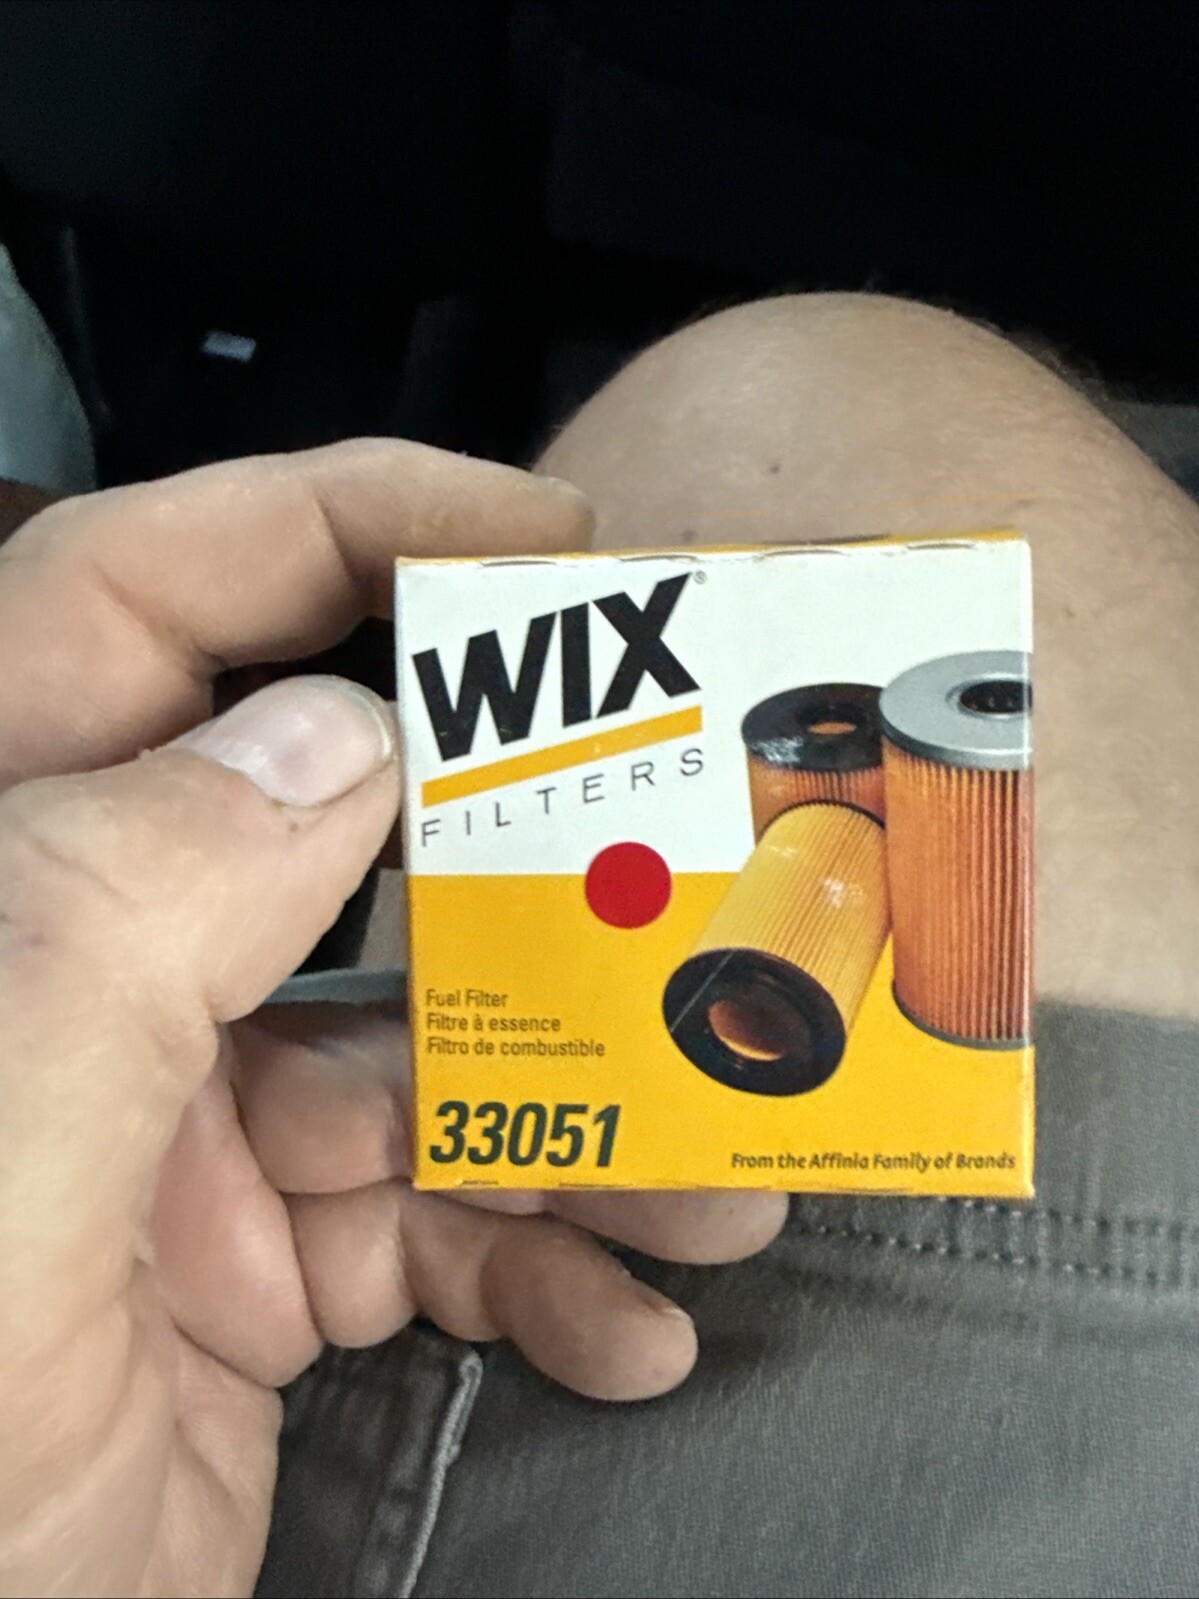 WIX®
FILTERS
Fuel Filter
Filtre à essence
Filtro de combustible
33051
From the Affinia Family of Brands